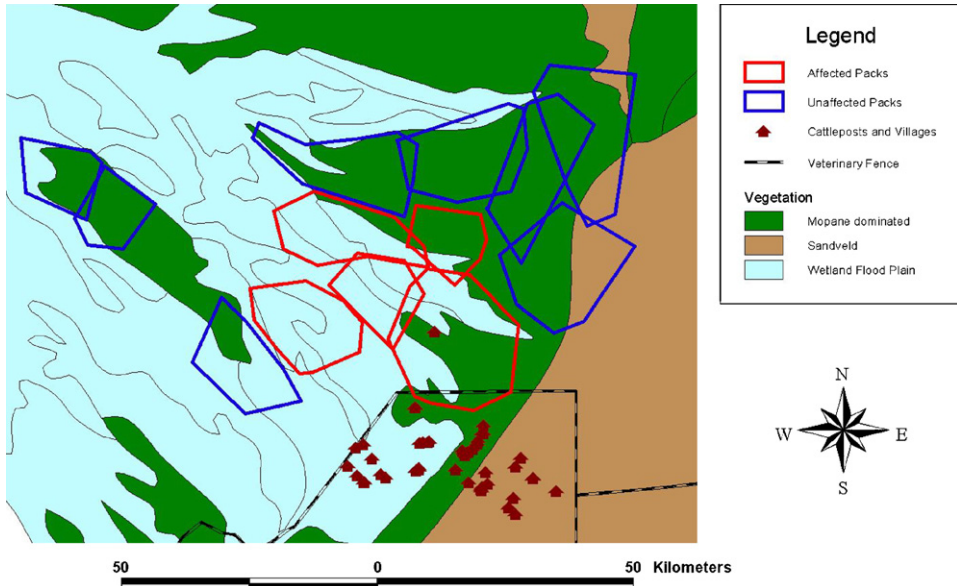 Legend
Affected Packs
Unaffected Packs
Cattleposts and Villages
Veterinary Fence
Vegetation
Mopane dominated
Sandveld
Wetland Flood Plain
N
W E
S
50 0 50 Kilometers